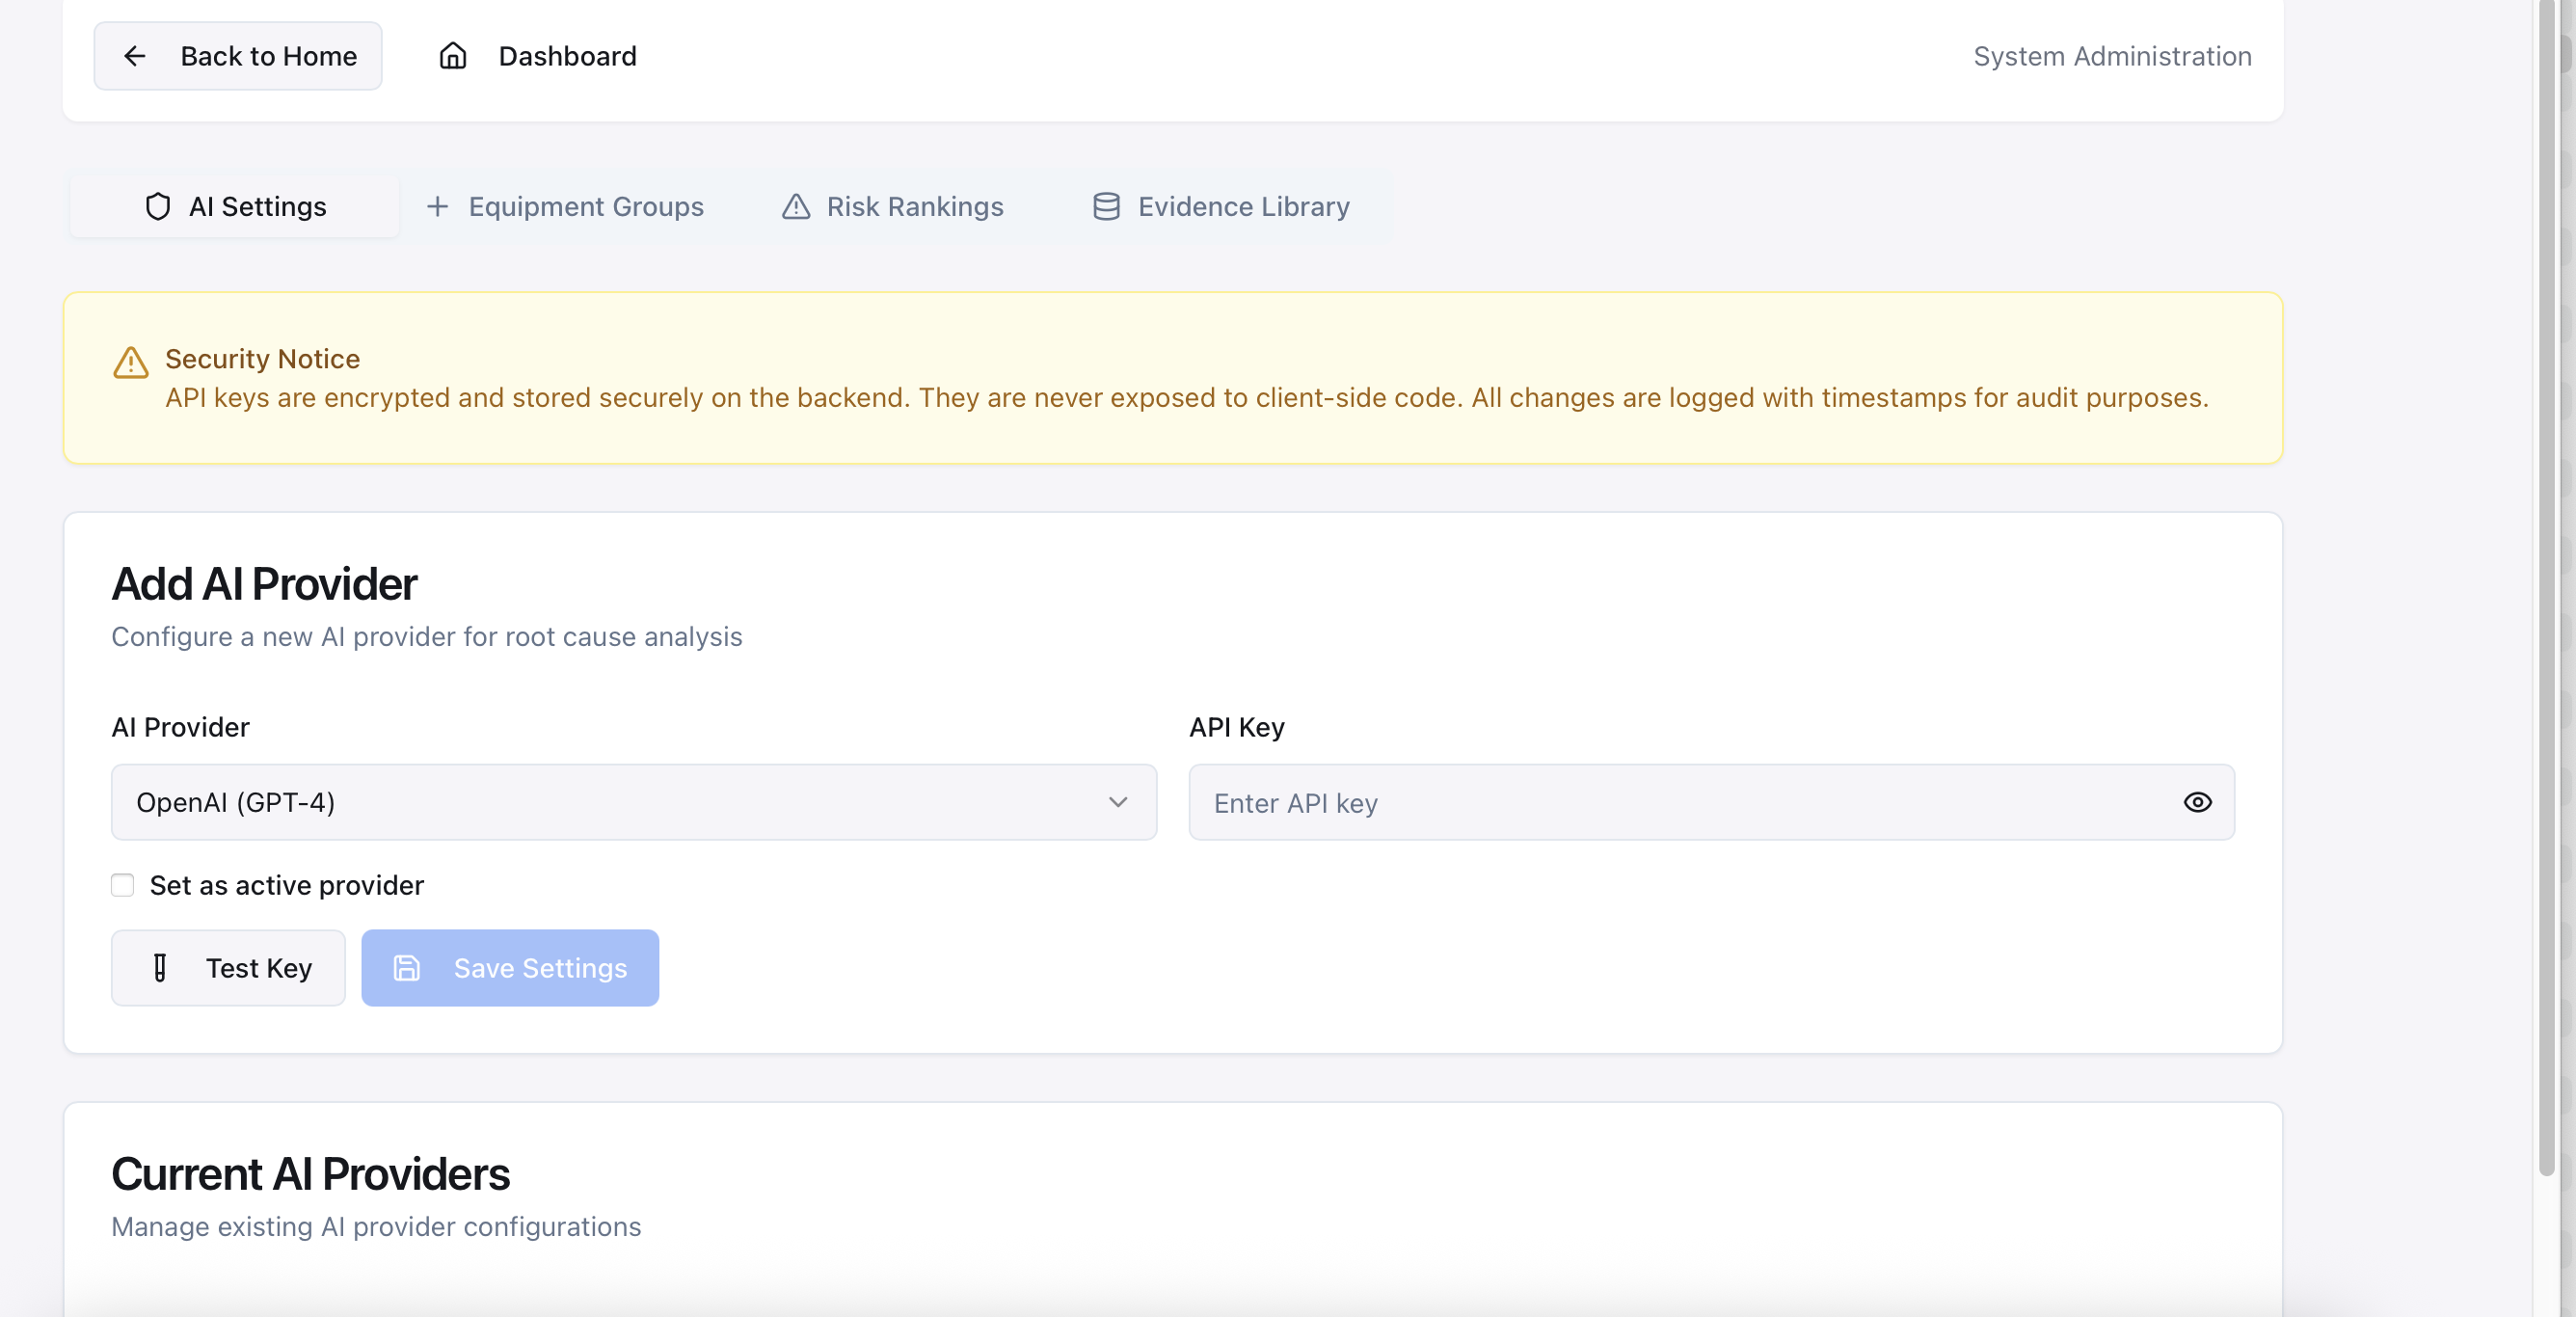 Back to Home
Dashboard
System Administration
AI Settings
Equipment Groups
Risk Rankings
Evidence Library
Security Notice
API keys are encrypted and stored securely on the backend. They are never exposed to client-side code. All changes are logged with timestamps for audit purposes.
Add AI Provider
Configure a new AI provider for root cause analysis
AI Provider
API Key
OpenAI (GPT-4)
Enter API key
Set as active provider
Test Key
Save Settings
Current AI Providers
Manage existing AI provider configurations